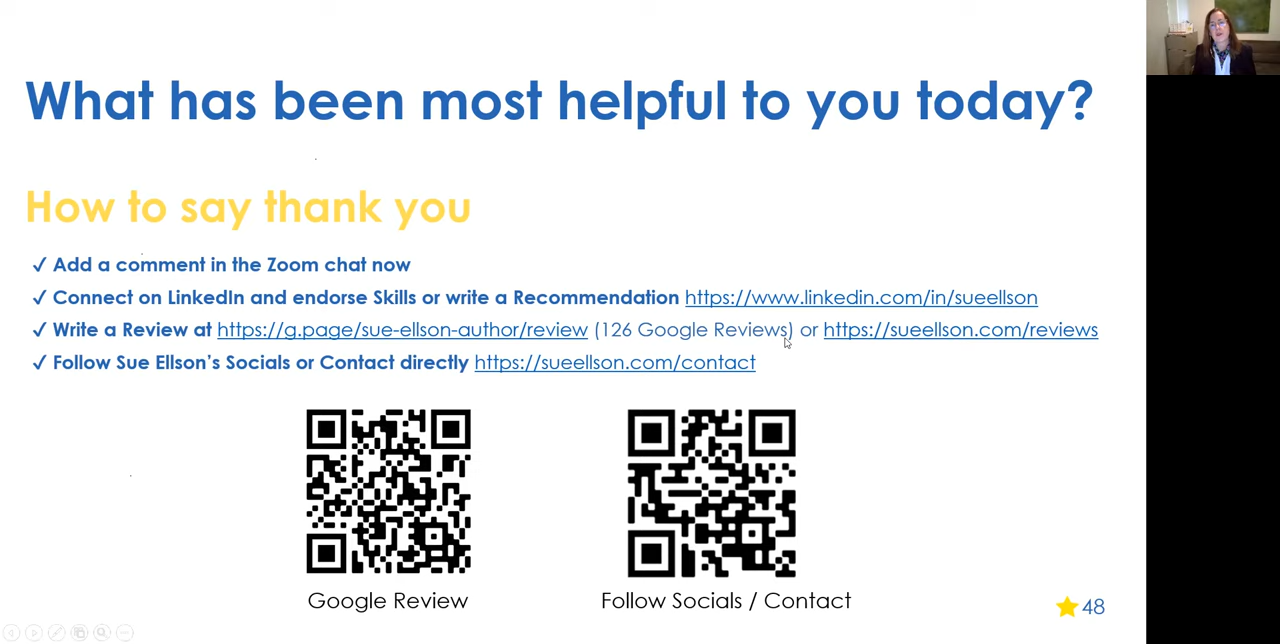 What has been most helpful to you today?
How to say thank you
✓ Add a comment in the Zoom chat now
✓ Connect on LinkedIn and endorse Skills or write a Recommendation https://www.linkedin.com/in/sueellson
✓ Write a Review at https://g.page/sue-ellson-author/review (126 Google Reviews) or https://sueellson.com/reviews
✓ Follow Sue Ellson’s Socials or Contact directly https://sueellson.com/contact
Google Review
Follow Socials / Contact
48